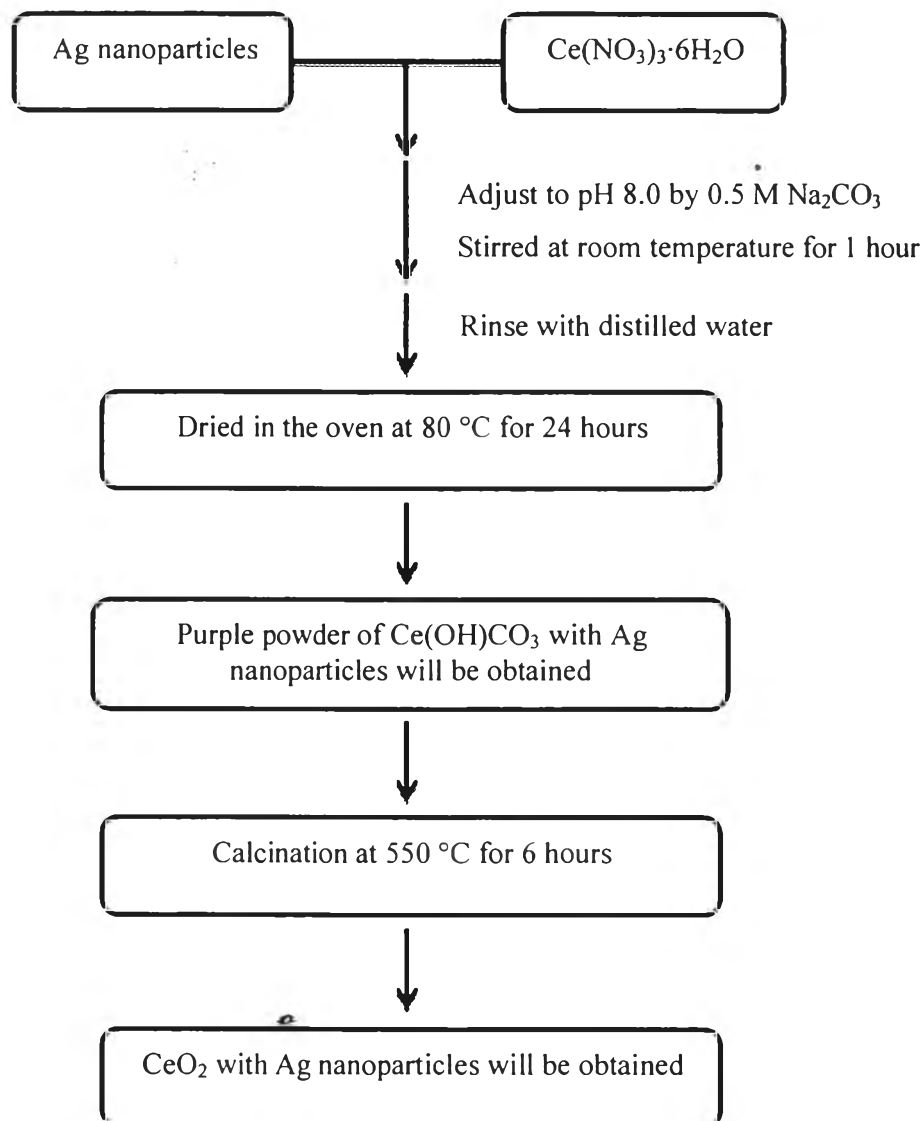 Ag nanoparticles
Ce(NO₃)₃·6H₂O
Adjust to pH 8.0 by 0.5 M Na₂CO₃
Stirred at room temperature for 1 hour
Rinse with distilled water
Dried in the oven at 80 °C for 24 hours
Purple powder of Ce(OH)CO₃ with Ag
nanoparticles will be obtained
Calcination at 550 °C for 6 hours
CeO₂ with Ag nanoparticles will be obtained